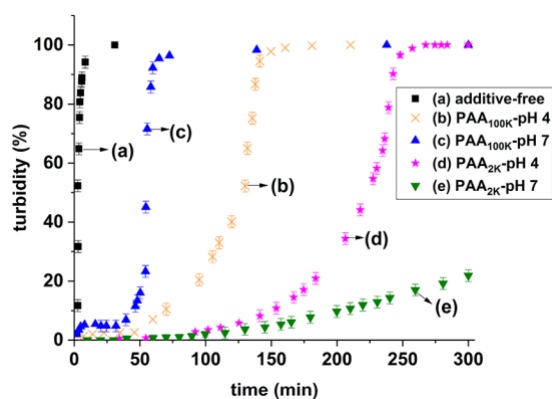 100
80
60
40
20
0
turbidity (%)
0
50
100
150
200
250
300
time (min)
(a)
(b)
(c)
(d)
(e)
(a) additive-free
(b) PAA100K-pH 4
(c) PAA100K-pH 7
(d) PAA2K-pH 4
(e) PAA2K-pH 7